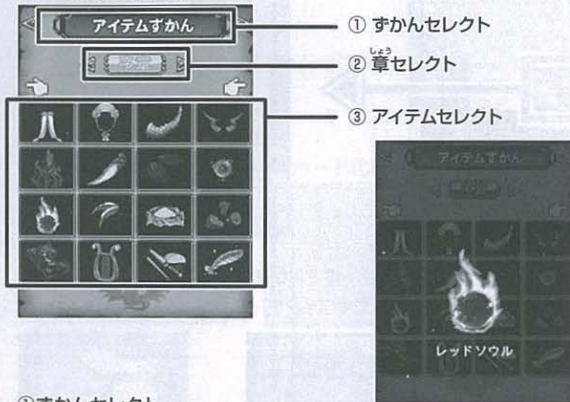 アイテムずかん
① ずかんセレクト
しょう
② 章セレクト
③ アイテムセレクト
アイテムずかん
レッドソウル
①ずかんセレクト